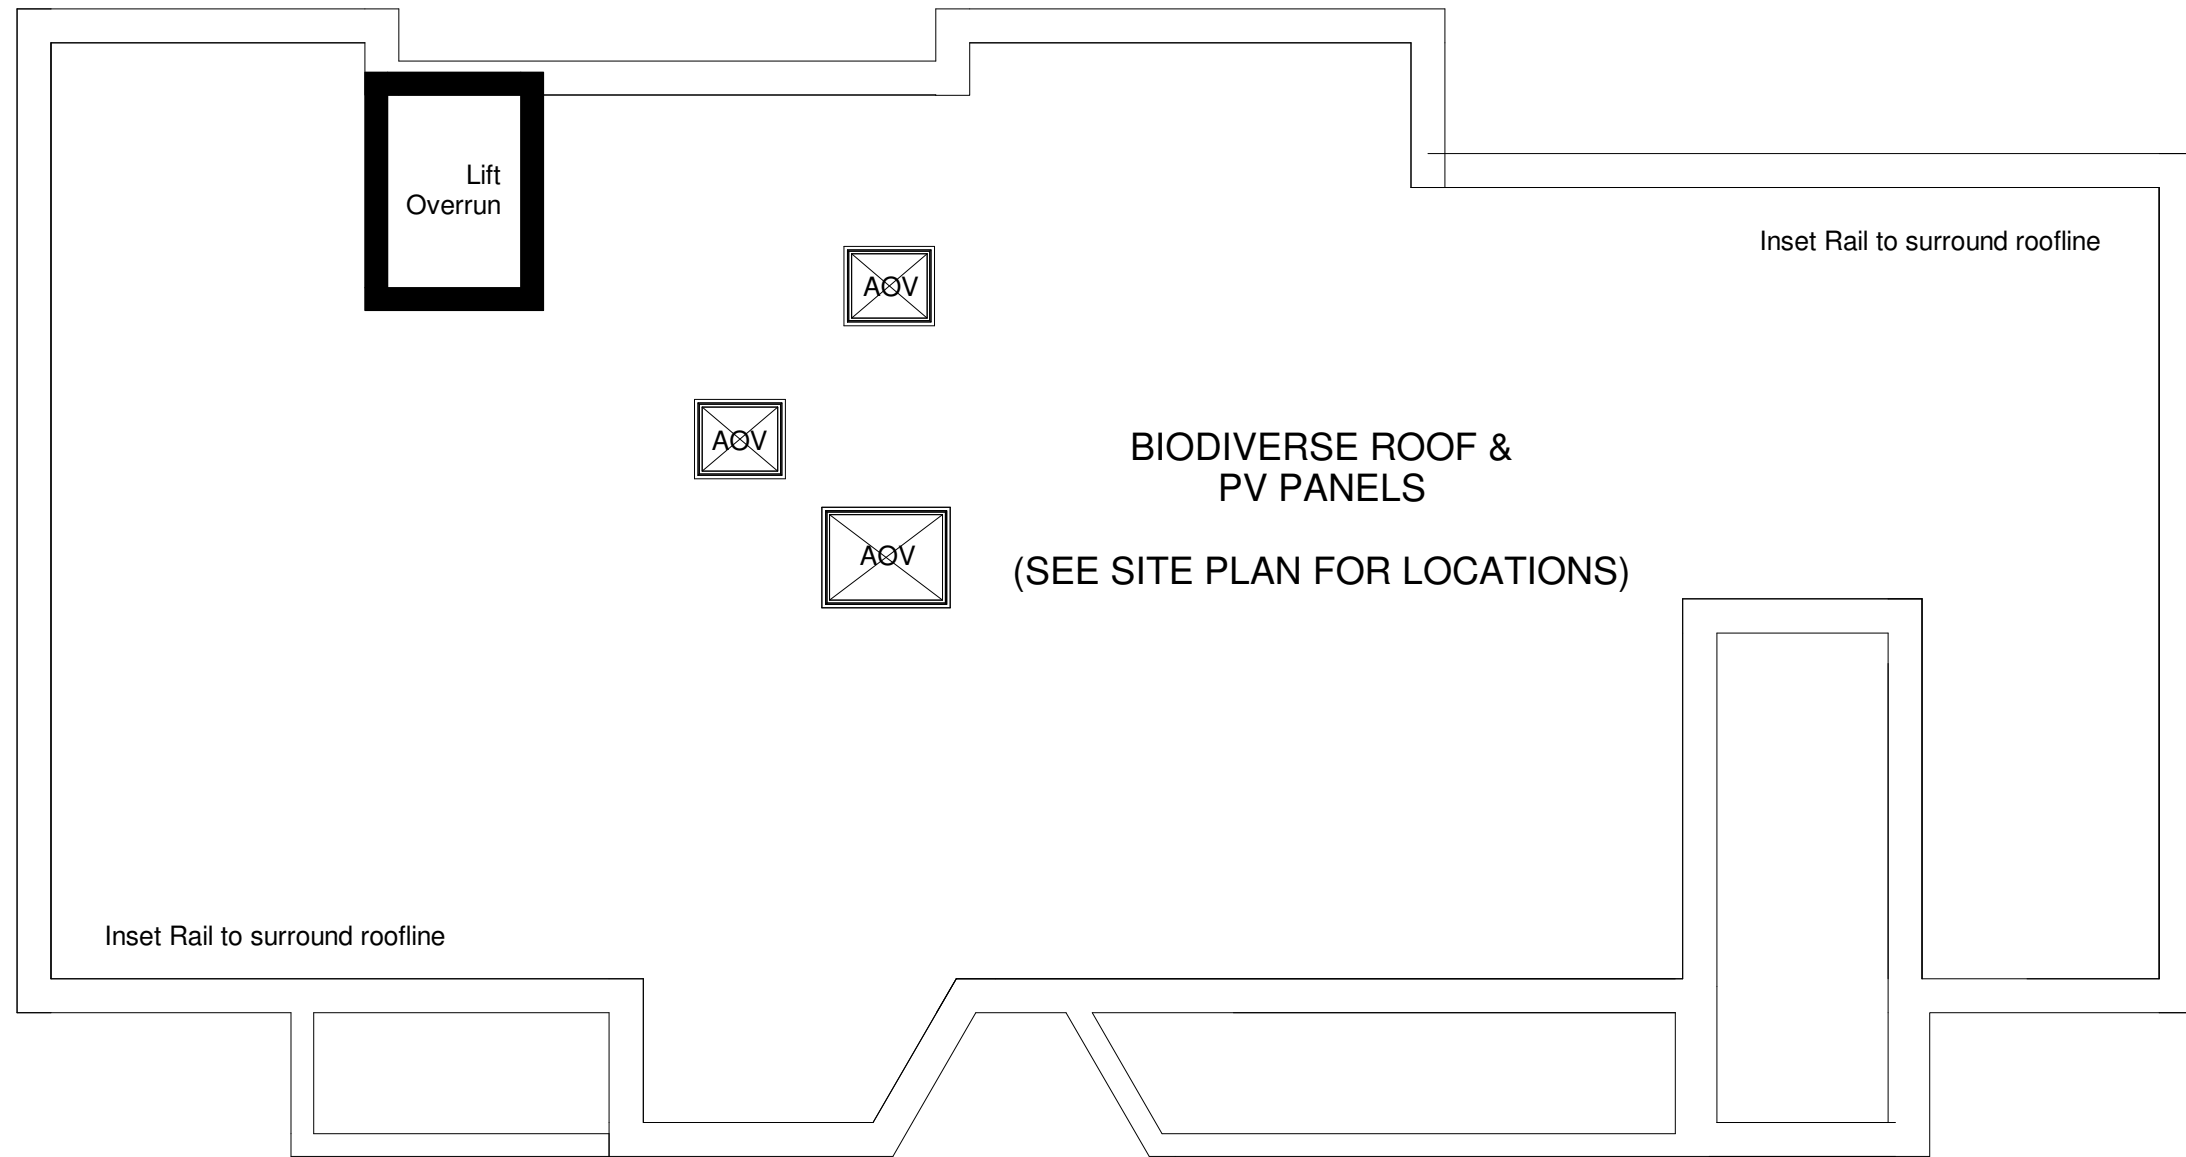 Lift
Overrun
Inset Rail to surround roofline
AOV
AOV
BIODIVERSE ROOF &
PV PANELS
AOV
(SEE SITE PLAN FOR LOCATIONS)
Inset Rail to surround roofline